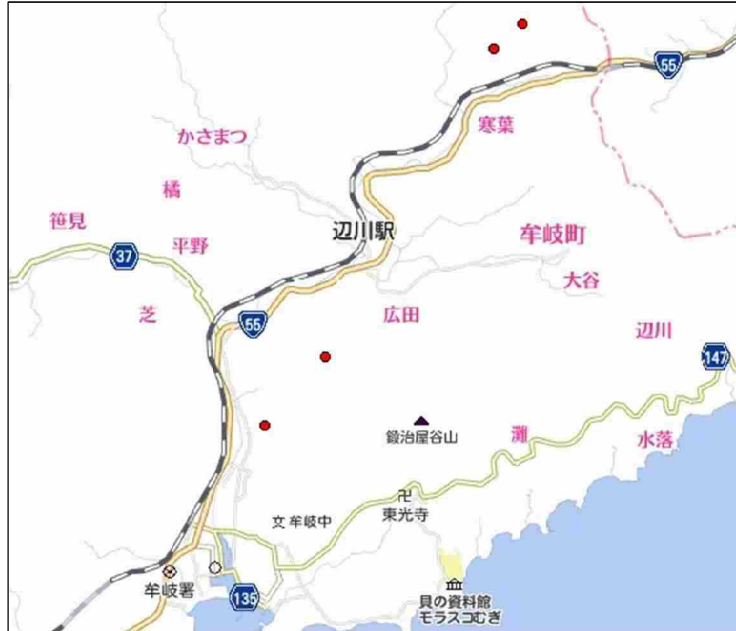 55
寒葉
かさまつ
橘
笹見
辺川駅
牟岐町
37
平野
大谷
芝
55
広田
辺川
147
鍛治屋谷山
灘
水落
文 牟岐中
卍
東光寺
牟岐署
135
貝の資料館
モラスコむぎ